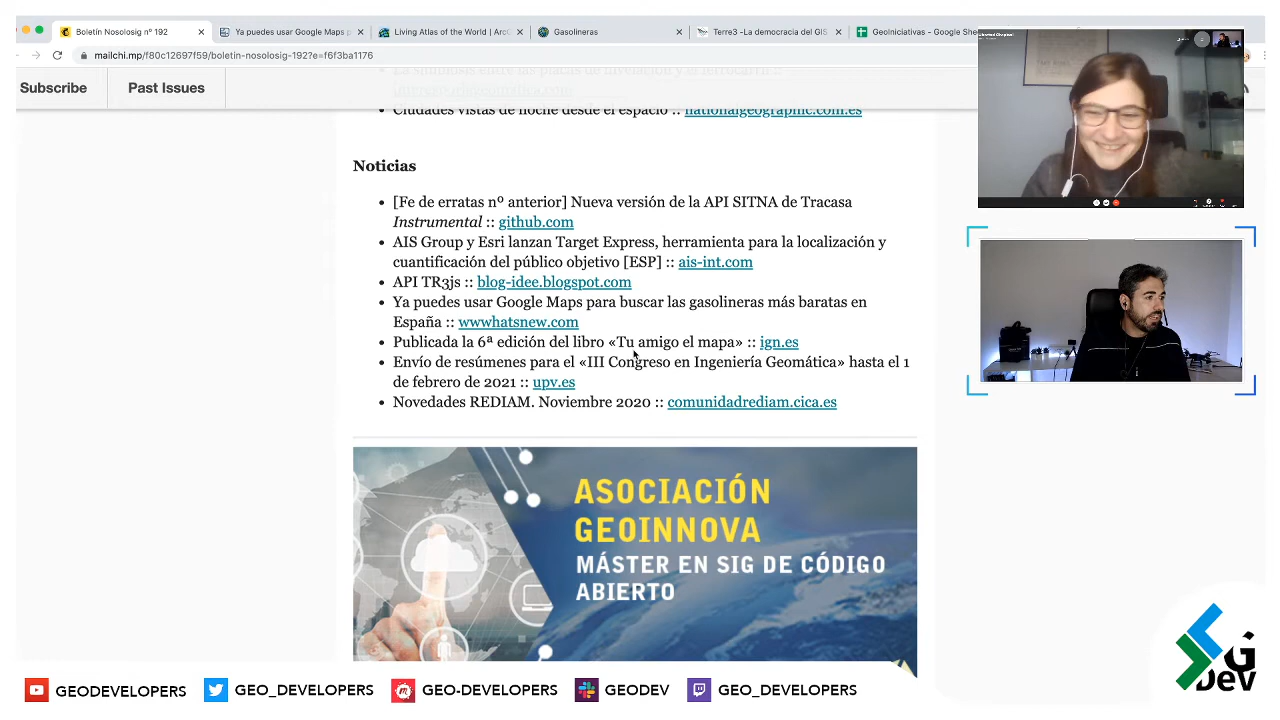 Boletín Nosolosig nº 192
Ya puedes usar Google Maps p
Living Atlas of the World | Arc
Gasolineras
Terre3 -La democracia del GIS
GeoIniciativas - Google She
mailchi.mp/f80c12697f59/boletin-nosolosig-192?e=f6f3ba1176
Subscribe
Past Issues
Ciudades vistas de noche desde el espacio :: nationalgeographic.com.es
Noticias
[Fe de erratas nº anterior] Nueva versión de la API SITNA de Tracasa
Instrumental :: github.com
AIS Group y Esri lanzan Target Express, herramienta para la localización y
cuantificación del público objetivo [ESP] :: ais-int.com
API TR3js :: blog-idee.blogspot.com
Ya puedes usar Google Maps para buscar las gasolineras más baratas en
España :: wwwhatsnew.com
Publicada la 6ª edición del libro «Tu amigo el mapa» :: ign.es
Envío de resúmenes para el «III Congreso en Ingeniería Geomática» hasta el 1
de febrero de 2021 :: upv.es
Novedades REDIAM. Noviembre 2020 :: comunidadrediam.cica.es
ASOCIACIÓN
GEOINNOVA
MÁSTER EN SIG DE CÓDIGO
ABIERTO
GEODEVELOPERS
GEO_DEVELOPERS
GEO-DEVELOPERS
GEODEV
GEO_DEVELOPERS
G
DEV